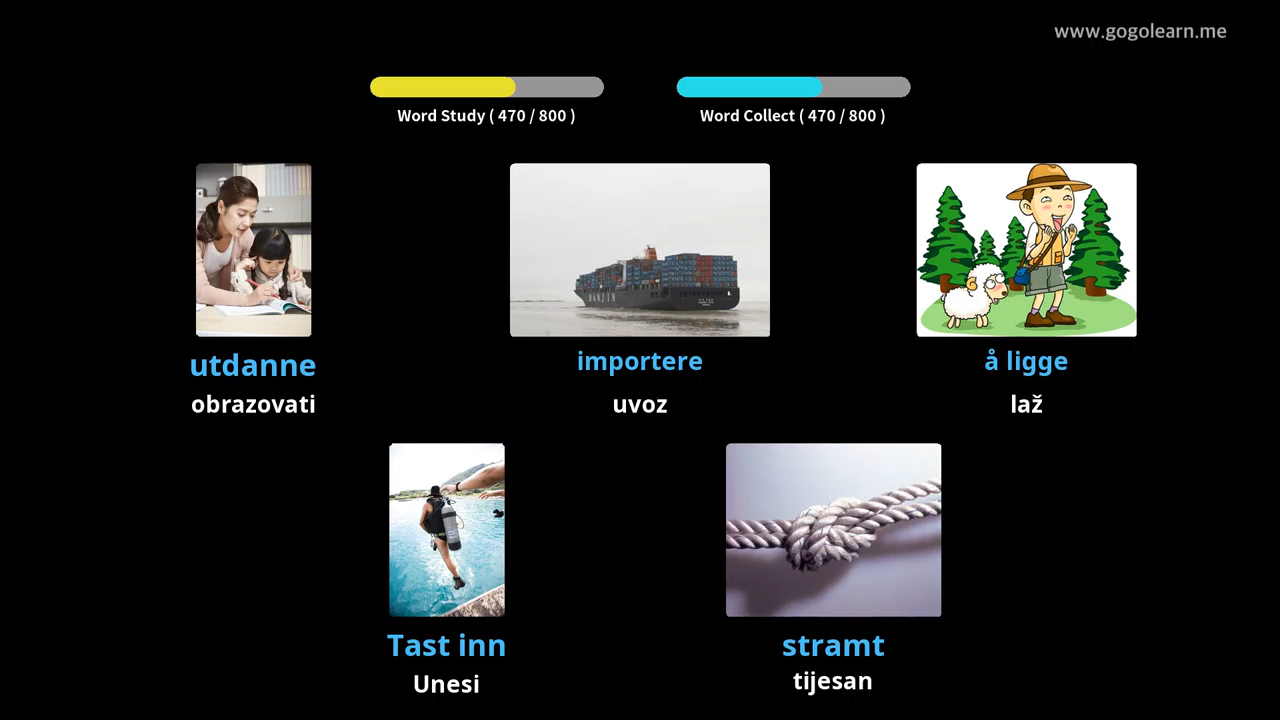 www.gogolearn.me
Word Study ( 470 / 800 )
Word Collect ( 470 / 800 )
utdanne
importere
å ligge
obrazovati
uvoz
laž
Tast inn
stramt
Unesi
tijesan